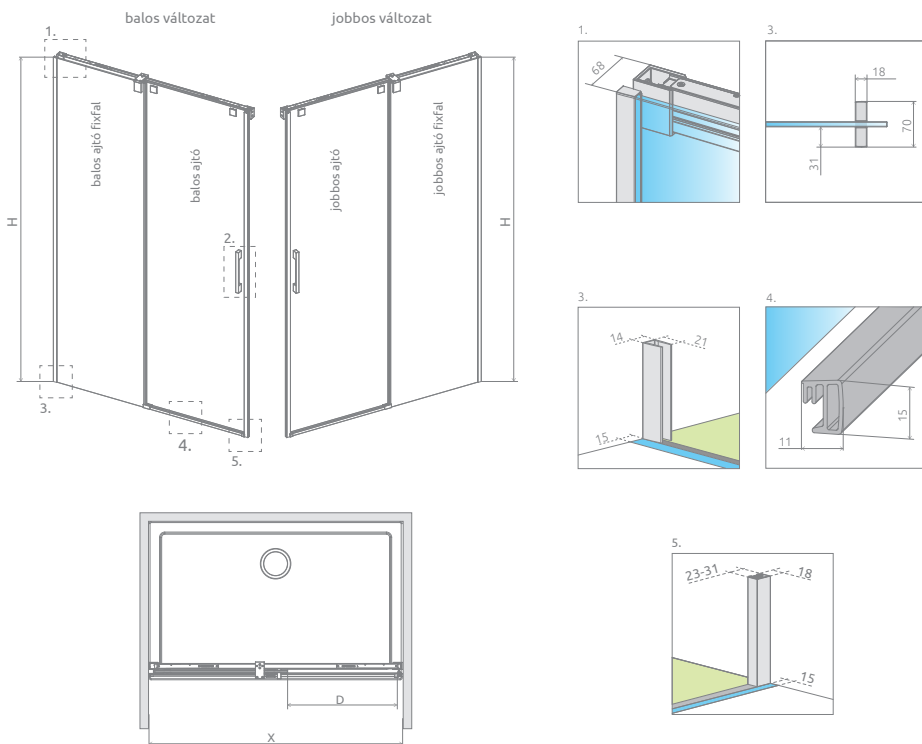 balos változat
jobbos változat
1.
H
balos ajtó fixfal
balos ajtó
2.
3.
4.
5.
jobbos ajtó
jobbos ajtó fixfal
H
1.
68
3.
18
70
31
3.
14
21
15
4.
15
11
D
X
5.
23-31
18
15